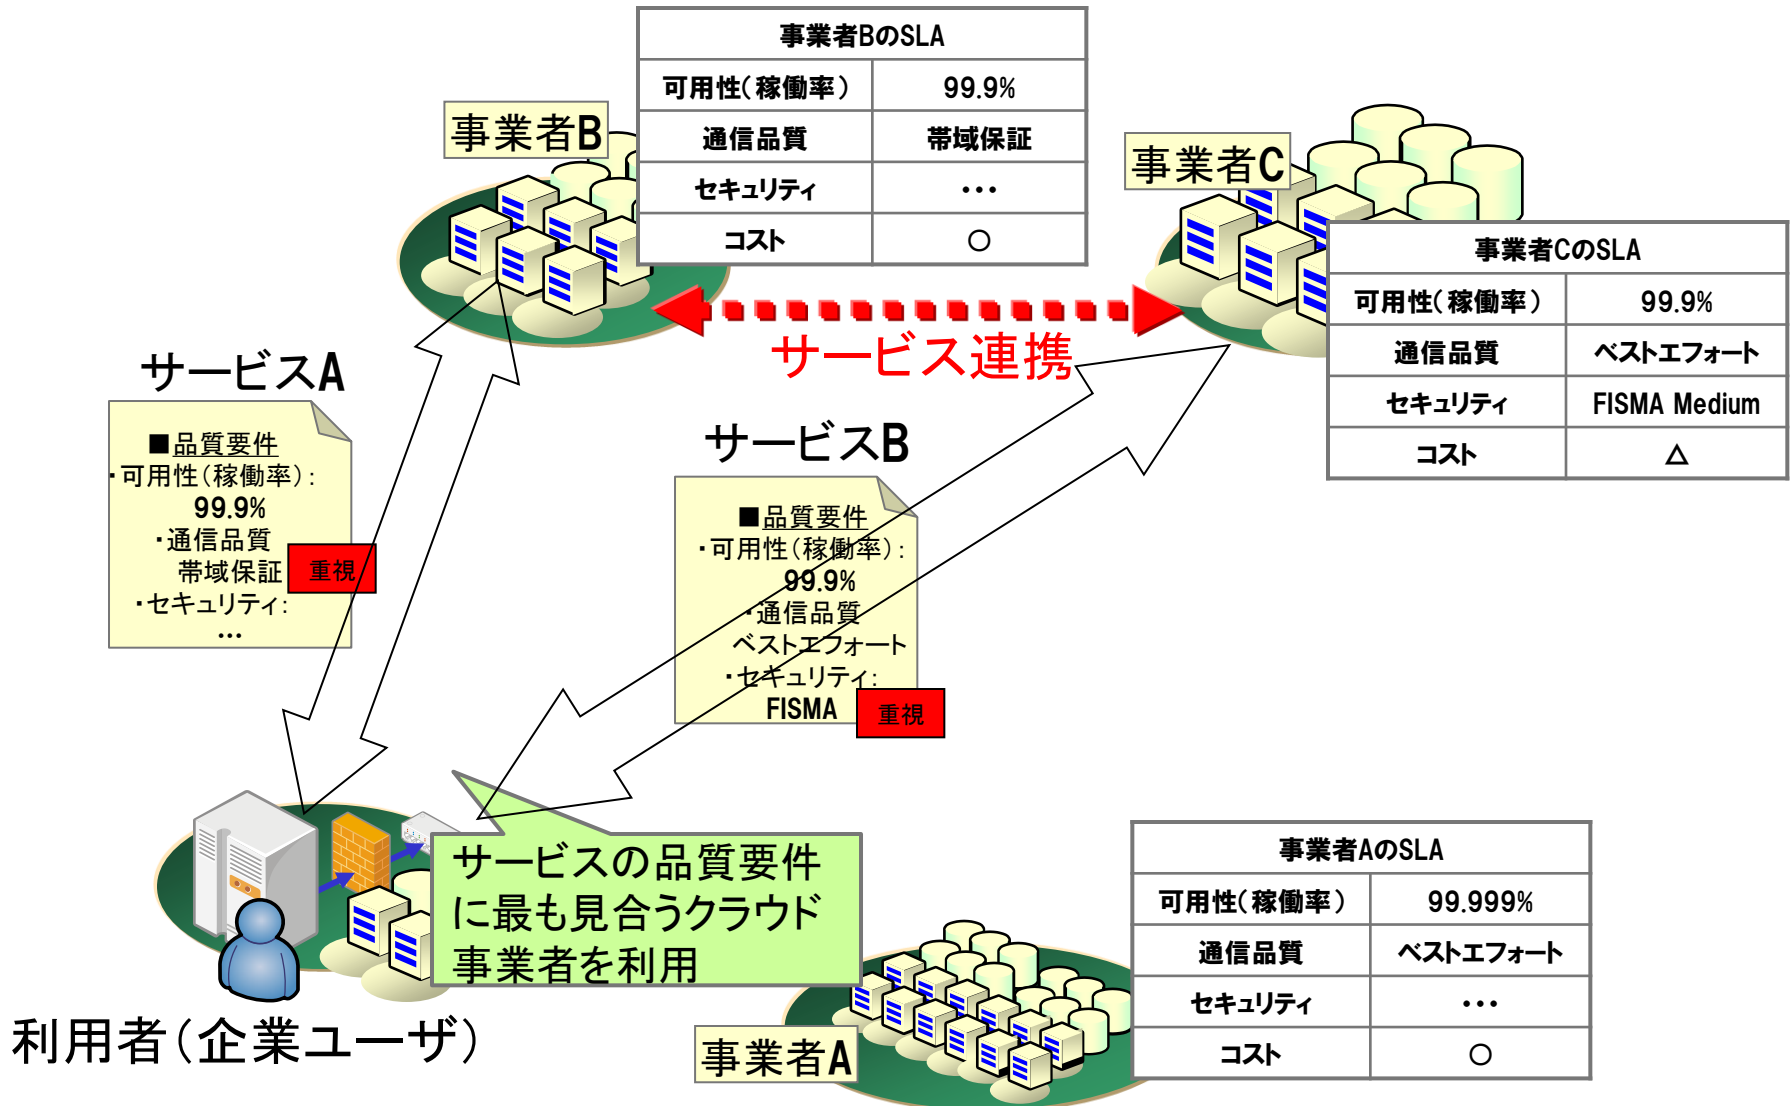 事業者BのSLA
可用性（稼働率） 99.9%
通信品質 帯域保証
セキュリティ ･･･
コスト ○
事業者B
事業者C
事業者CのSLA
可用性（稼働率） 99.9%
通信品質 ベストエフォート
セキュリティ FISMA Medium
コスト △
サービス連携
サービスA
■品質要件
・可用性（稼働率）：
99.9%
・通信品質
帯域保証
重視
・セキュリティ：
…
サービスB
■品質要件
・可用性（稼働率）：
99.9%
・通信品質
ベストエフォート
・セキュリティ：
FISMA
重視
サービスの品質要件
に最も見合うクラウド
事業者を利用
利用者（企業ユーザ）
事業者A
事業者AのSLA
可用性（稼働率） 99.999%
通信品質 ベストエフォート
セキュリティ ･･･
コスト ○